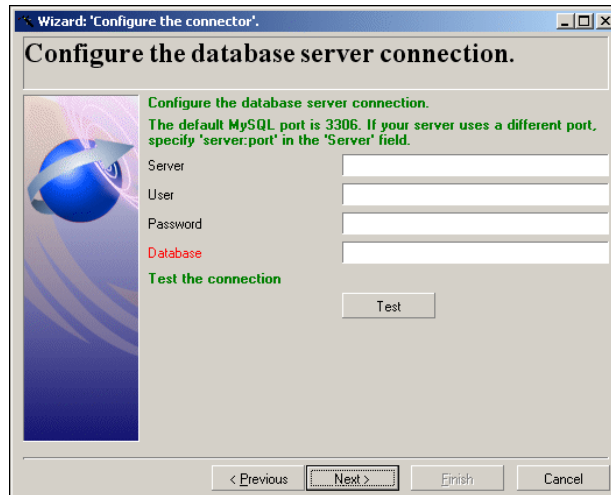 Wizard: 'Configure the connector'.
Configure the database server connection.
Configure the database server connection.
The default MySQL port is 3306. If your server uses a different port,
specify 'server:port' in the 'Server' field.
Server
User
Password
Database
Test the connection
Test
< Previous
Next >
Finish
Cancel